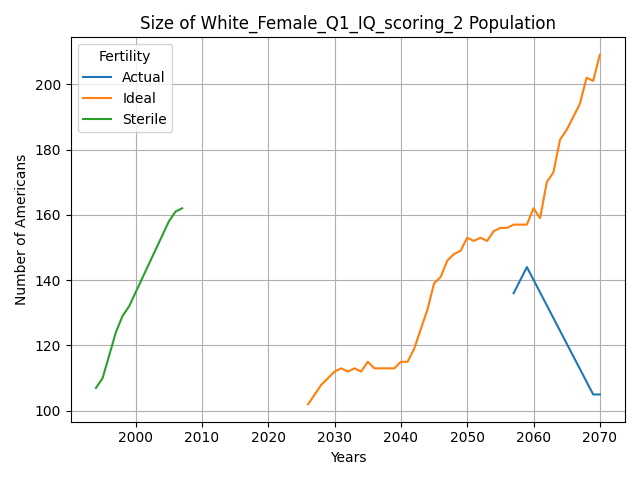 Size of White_Female_Q1_IQ_scoring_2 Population
Fertility
Actual
Ideal
Sterile
Number of Americans
200
180
160
140
120
100
2000 2010 2020 2030 2040 2050 2060 2070
Years